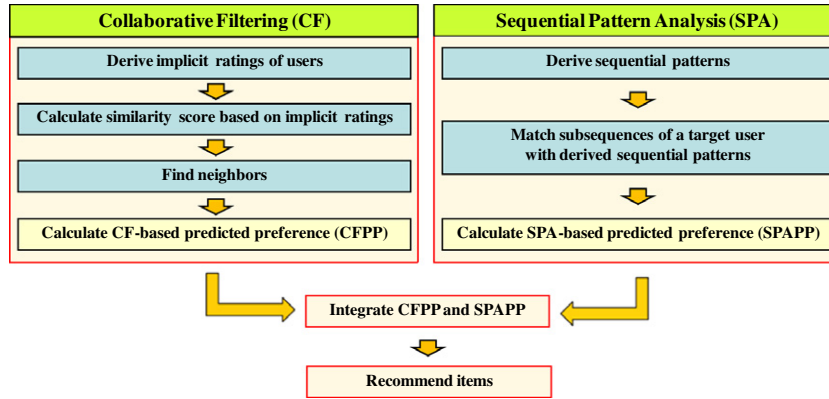 Collaborative Filtering (CF)
Derive implicit ratings of users
Calculate similarity score based on implicit ratings
Find neighbors
Calculate CF-based predicted preference (CFPP)
Sequential Pattern Analysis (SPA)
Derive sequential patterns
Match subsequences of a target user
with derived sequential patterns
Calculate SPA-based predicted preference (SPAPP)
Integrate CFPP and SPAPP
Recommend items